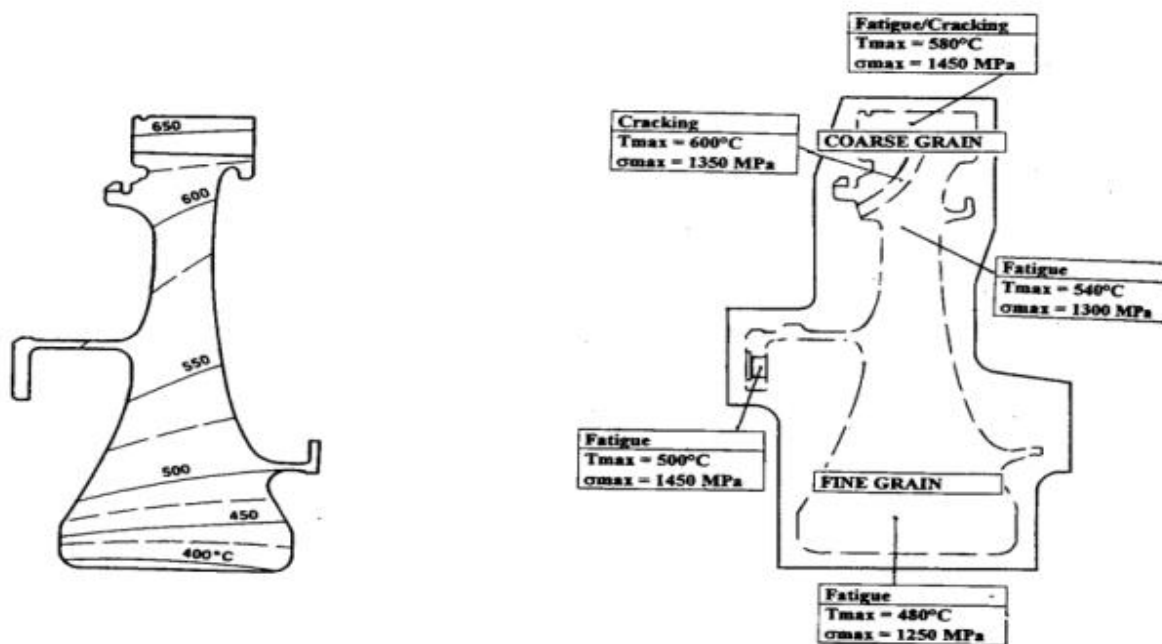 650
600
550
500
450
400°C
Fatigue/Cracking
Tmax = 580°C
σmax = 1450 MPa
Cracking
Tmax = 600°C
σmax = 1350 MPa
COARSE GRAIN
Fatigue
Tmax = 540°C
σmax = 1300 MPa
Fatigue
Tmax = 500°C
σmax = 1450 MPa
FINE GRAIN
Fatigue
Tmax = 480°C
σmax = 1250 MPa